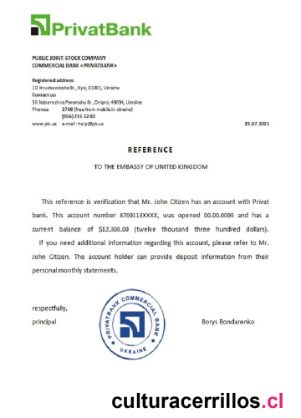 PrivatBank
PUBLIC JOINT-STOCK COMPANY
COMMERCIAL BANK «PRIVATBANK»
Registered address
1D Hrushevskoho St., Kyiv, 01001, Ukraine
Contact us
50 Naberezhna Peremohy St., Dnipro, 49094, Ukraine
Phones: 3700 (free from mobile in Ukraine)
(056) 735
www.pb.ua e-mail: help@pb.ua 25.07.2021
REFERENCE
TO THE EMBASSY OF UNITED KINGDOM
This reference is verification that Mr. John Citizen has an account with Privat
bank. This account number 8760113XXXX, was opened 00.00.0000 and has a
current balance of $12.300.00 (twelve thousand three hundred dollars).
If you need additional information regarding this account, please refer to Mr.
John Citizen. The account holder can provide deposit information from their
personal monthly statements.
respectfully,
principal Borys Bondarenko
PRIVATBANK COMMERCIAL BANK
UKRAINE
culturacerrillos.cl